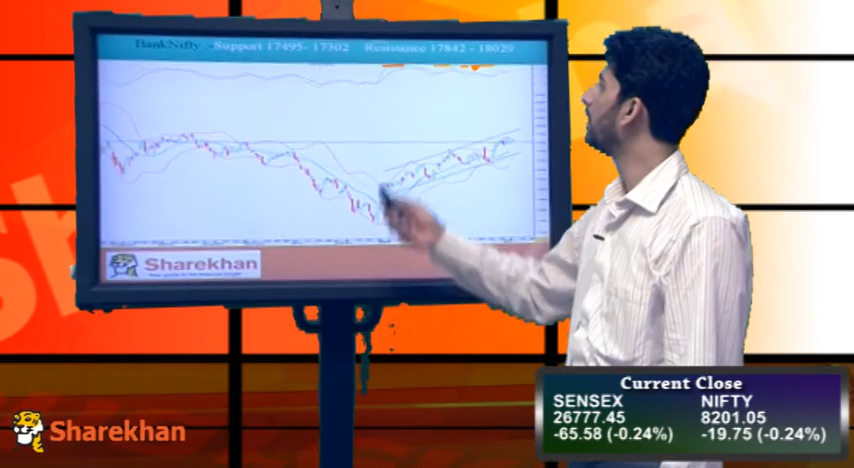 BankNifty -Support 17495- 17302 Resistance 17842 - 18029
Sharekhan
Current Close
SENSEX NIFTY
26777.45 8201.05
-65.58 (-0.24%) -19.75 (-0.24%)
Sharekhan